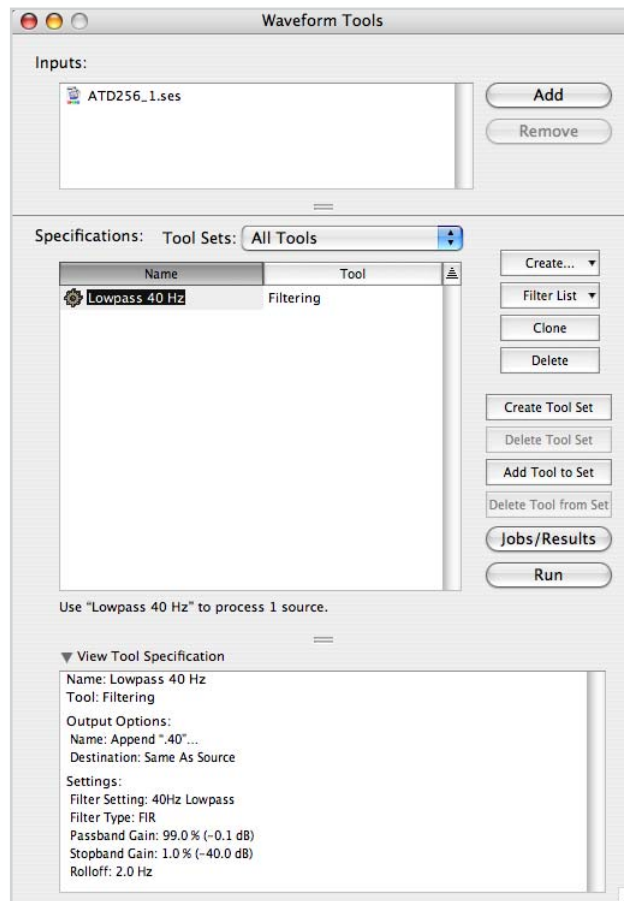 Waveform Tools
Inputs:
ATD256_1.ses
Add
Remove
Specifications: Tool Sets: All Tools
Name Tool
Lowpass 40 Hz Filtering
Create...
Filter List
Clone
Delete
Create Tool Set
Delete Tool Set
Add Tool to Set
Delete Tool from Set
Jobs/Results
Run
Use "Lowpass 40 Hz" to process 1 source.
View Tool Specification
Name: Lowpass 40 Hz
Tool: Filtering
Output Options:
Name: Append ".40"...
Destination: Same As Source
Settings:
Filter Setting: 40Hz Lowpass
Filter Type: FIR
Passband Gain: 99.0 % (-0.1 dB)
Stopband Gain: 1.0 % (-40.0 dB)
Rolloff: 2.0 Hz